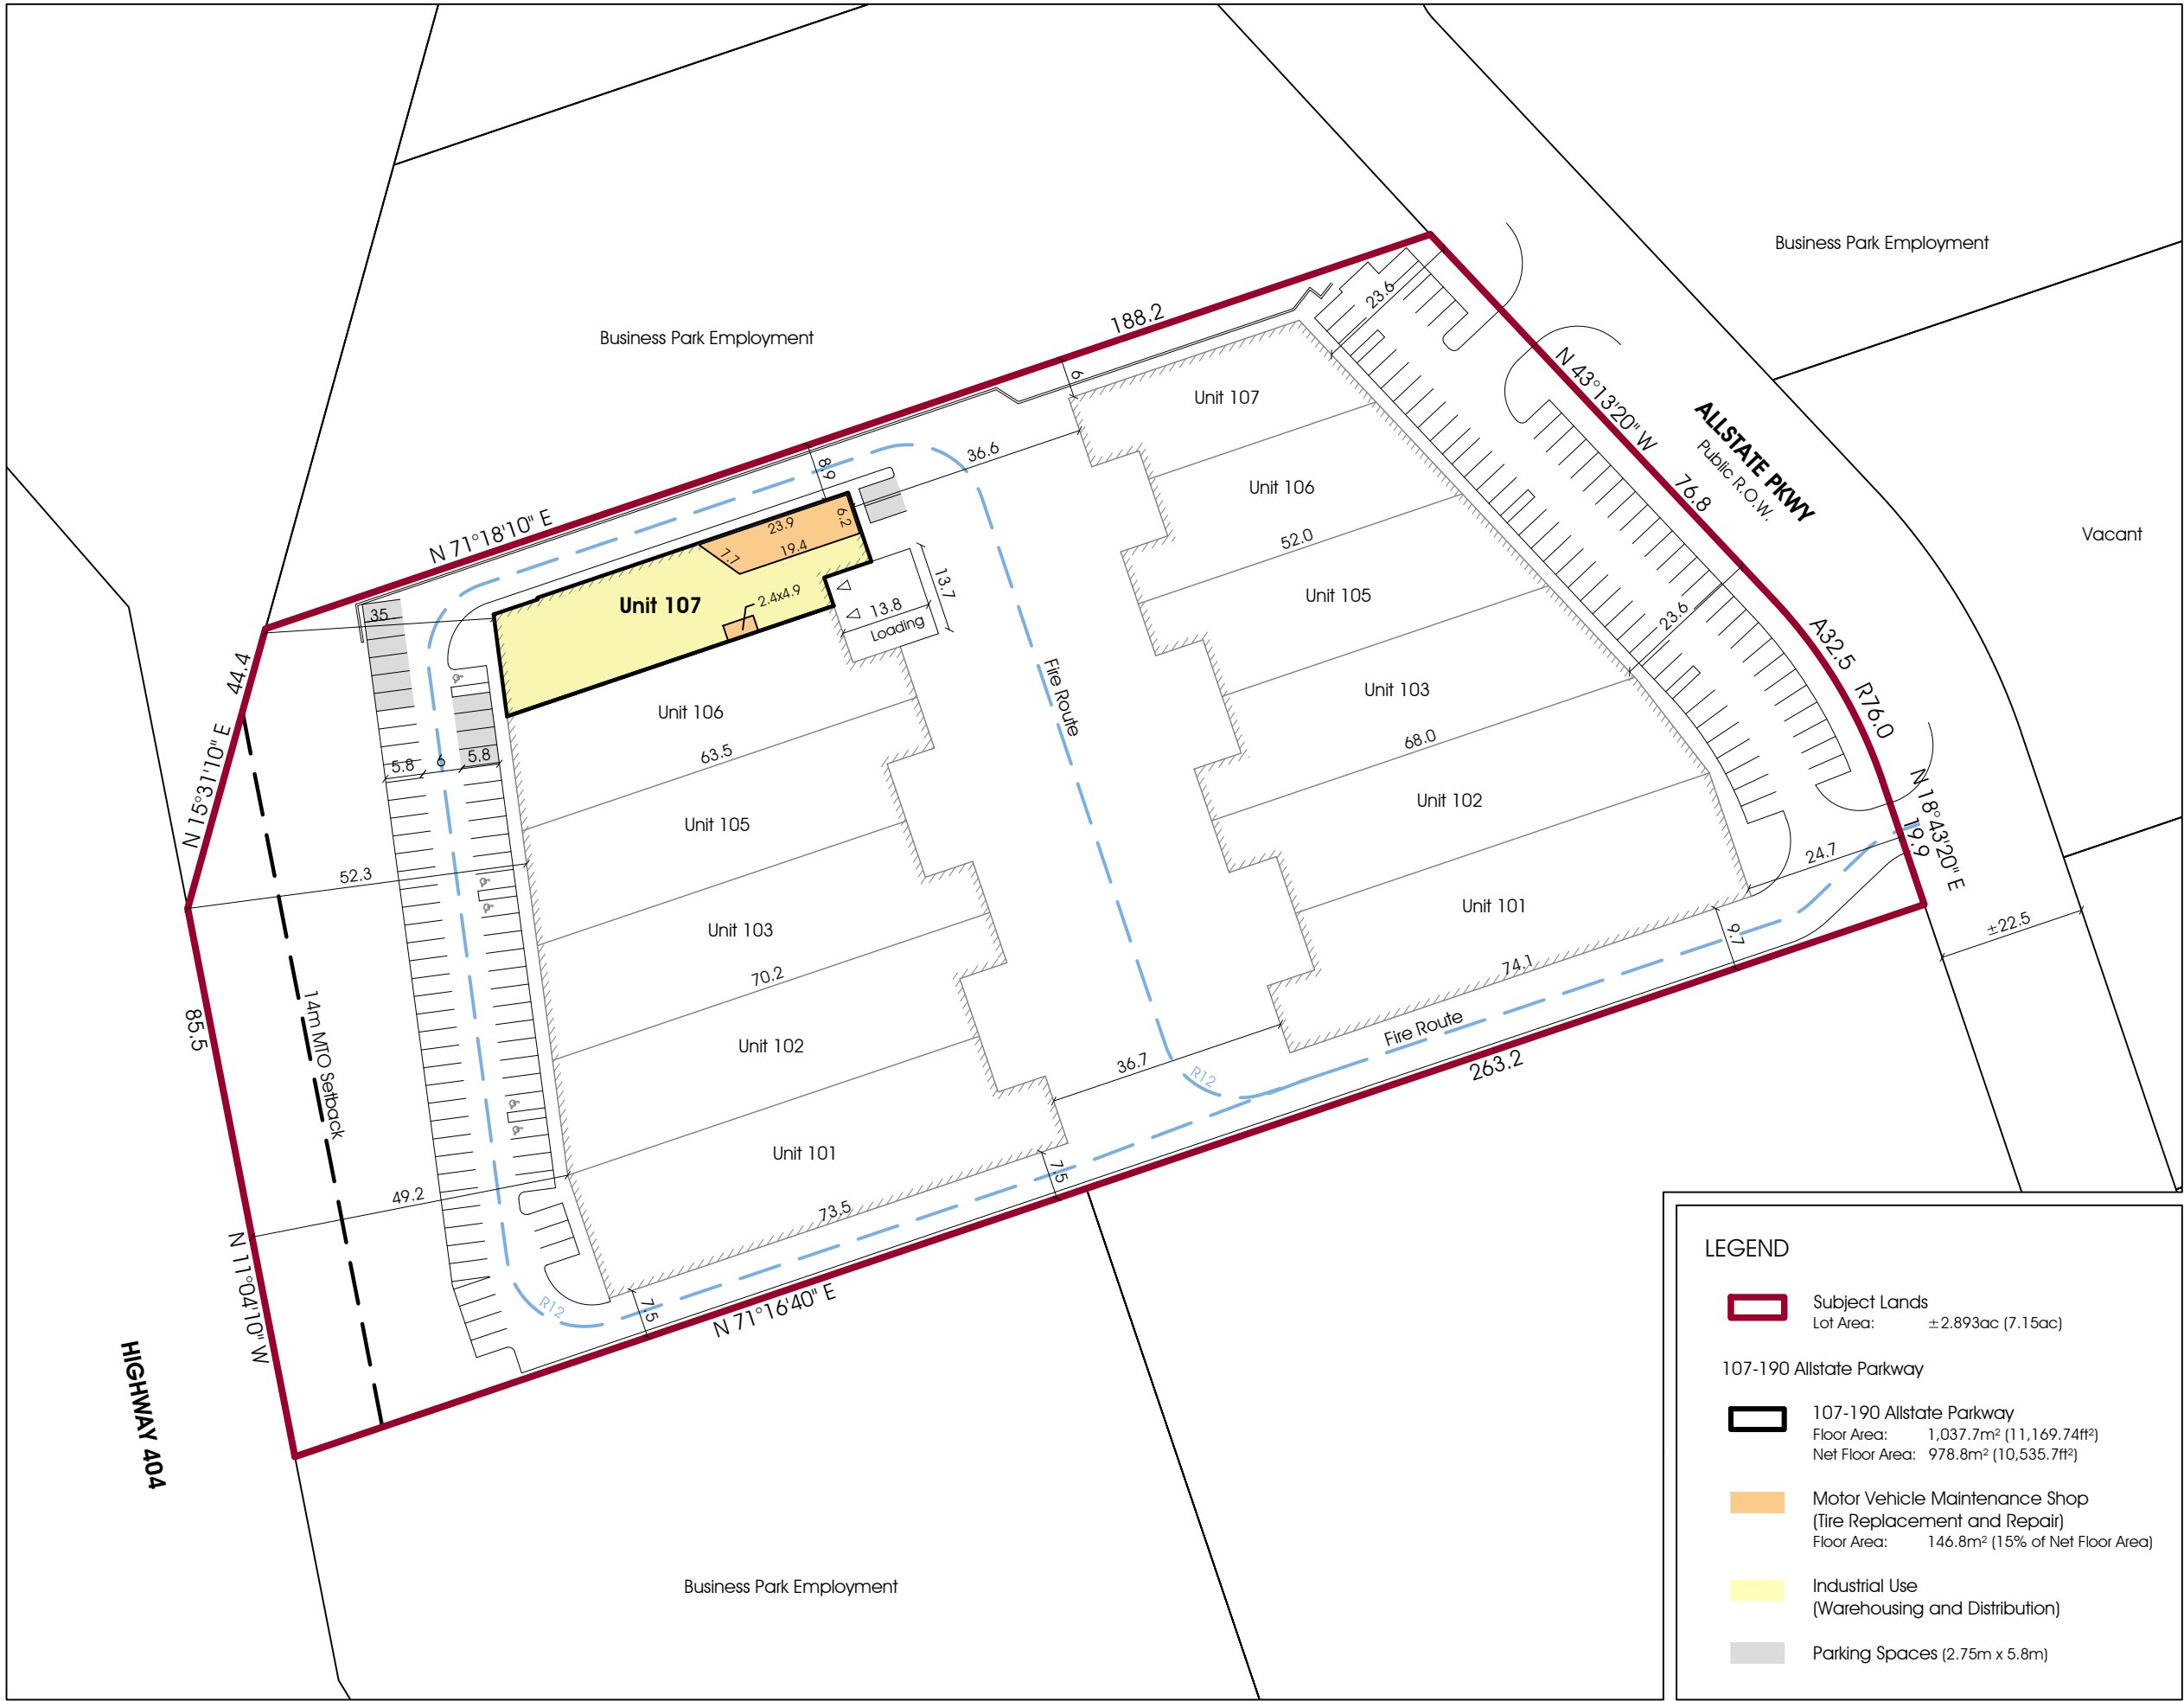 Business Park Employment
188.2
23.6
Business Park Employment
N 43°13'20" W
76.8
ALLSTATE PKWY
Public R.O.W.
Vacant
N 71°18'10" E
6
Unit 107
8.9
36.6
Unit 106
52.0
23.9
6.2
7.7
19.4
Unit 107
2.4x4.9
13.7
13.8
Loading
35
Unit 105
23.6
A32.5
R76.0
44.4
N 15°31'10" E
Unit 106
Fire Route
Unit 103
68.0
5.8
6
5.8
63.5
Unit 105
Unit 102
N 18°43'20" E
19.9
24.7
52.3
Unit 103
Unit 101
9.7
±22.5
70.2
74.1
85.5
14m MTO Setback
Unit 102
36.7
R12
Fire Route
263.2
Unit 101
7.5
49.2
73.5
N 11°04'10" W
R12
7.5
N 71°16'40" E
HIGHWAY 404
Business Park Employment
LEGEND
Subject Lands
Lot Area: ±2.893ac (7.15ac)
107-190 Allstate Parkway
107-190 Allstate Parkway
Floor Area: 1,037.7m² (11,169.74ft²)
Net Floor Area: 978.8m² (10,535.7ft²)
Motor Vehicle Maintenance Shop
(Tire Replacement and Repair)
Floor Area: 146.8m² (15% of Net Floor Area)
Industrial Use
(Warehousing and Distribution)
Parking Spaces (2.75m x 5.8m)